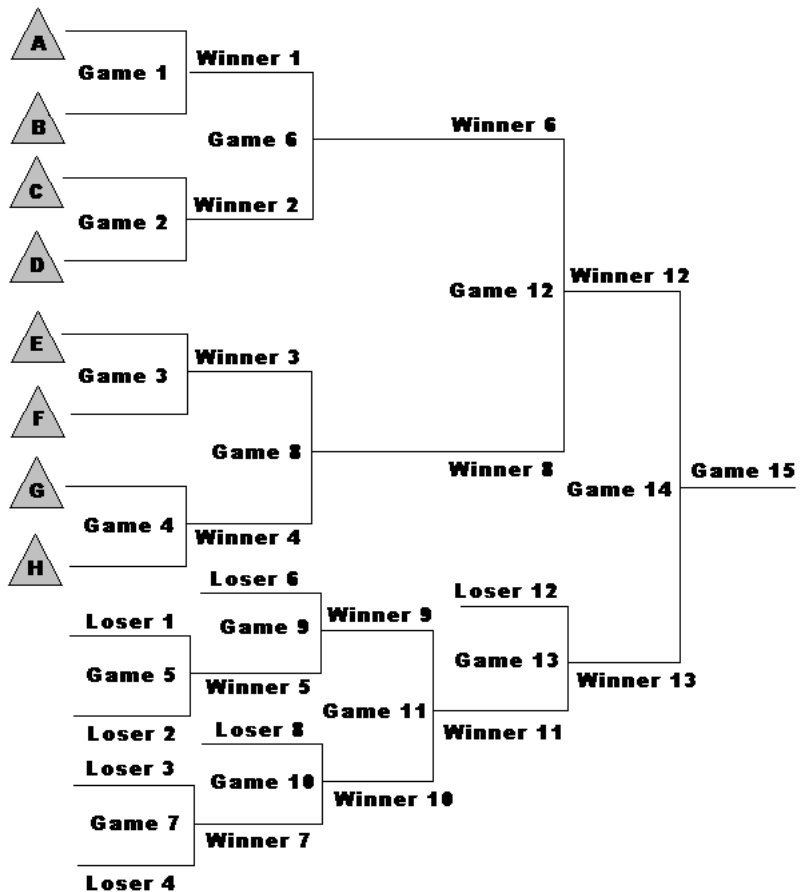 A
Game 1
Winner 1
B
Game 6
Winner 6
C
Game 2
Winner 2
D
Game 12
Winner 12
E
Game 3
Winner 3
F
Game 8
Winner 8
G
Game 4
Winner 4
H
Game 14
Game 15
Loser 6
Game 9
Winner 9
Loser 1
Game 5
Winner 5
Loser 2
Loser 12
Game 13
Winner 13
Game 11
Winner 11
Loser 8
Game 10
Winner 10
Loser 3
Game 7
Winner 7
Loser 4